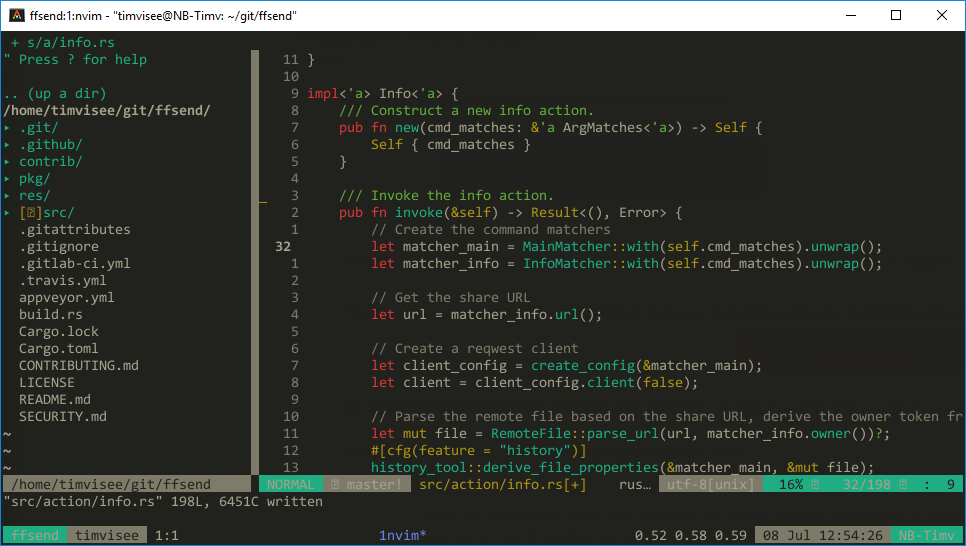 ffsend:1:nvim - "timvisee@NB-Timv: ~/git/ffsend"
+ s/a/info.rs
" Press ? for help
.. (up a dir)
/home/timvisee/git/ffsend/
▸ .git/
▸ .github/
▸ contrib/
▸ pkg/
▸ res/
▸ []src/
.gitattributes
.gitignore
.gitlab-ci.yml
.travis.yml
appveyor.yml
build.rs
Cargo.lock
Cargo.toml
CONTRIBUTING.md
LICENSE
README.md
SECURITY.md
~
~
~
/home/timvisee/git/ffsend
11 }
10
9 impl<'a> Info<'a> {
8     /// Construct a new info action.
7     pub fn new(cmd_matches: &'a ArgMatches<'a>) -> Self {
6         Self { cmd_matches }
5     }
4
3     /// Invoke the info action.
2     pub fn invoke(&self) -> Result<(), Error> {
1         // Create the command matchers
32         let matcher_main = MainMatcher::with(self.cmd_matches).unwrap();
1         let matcher_info = InfoMatcher::with(self.cmd_matches).unwrap();
2
3         // Get the share URL
4         let url = matcher_info.url();
5
6         // Create a reqwest client
7         let client_config = create_config(&matcher_main);
8         let client = client_config.client(false);
9
10         // Parse the remote file based on the share URL, derive the owner token fr
11         let mut file = RemoteFile::parse_url(url, matcher_info.owner())?;
12         #[cfg(feature = "history")]
13         history_tool::derive_file_properties(&matcher_main, &mut file);
NORMAL master! src/action/info.rs[+] rus… utf-8[unix] 16% 32/198 : 9
"src/action/info.rs" 198L, 6451C written
ffsend timvisee 1:1 1nvim* 0.52 0.58 0.59 08 Jul 12:54:26 NB-Timv